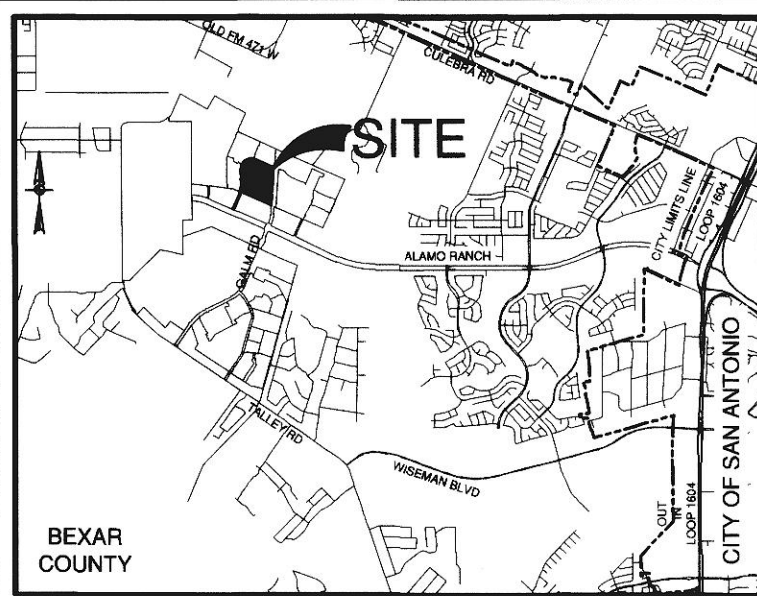 OLD FM 471 W
CULEBRA RD
SITE
CITY LIMITS LINE
LOOP 1604
CALM RD
ALAMO RANCH
TALLEY RD
WISEMAN BLVD
CITY OF SAN ANTONIO
OUT
IN
LOOP 1604
BEXAR
COUNTY